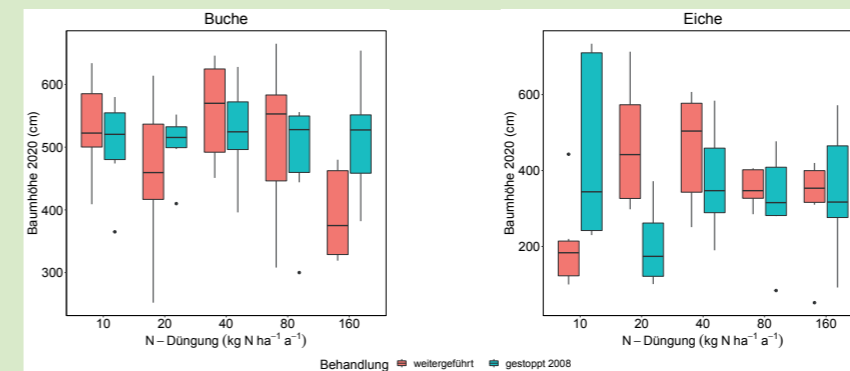 Buche
Baumhöhe 2020 (cm)
600
500
400
300
10 20 40 80 160
N – Düngung (kg N ha⁻¹ a⁻¹)
Eiche
Baumhöhe 2020 (cm)
600
400
200
10 20 40 80 160
N – Düngung (kg N ha⁻¹ a⁻¹)
Behandlung weitergeführt gestoppt 2008